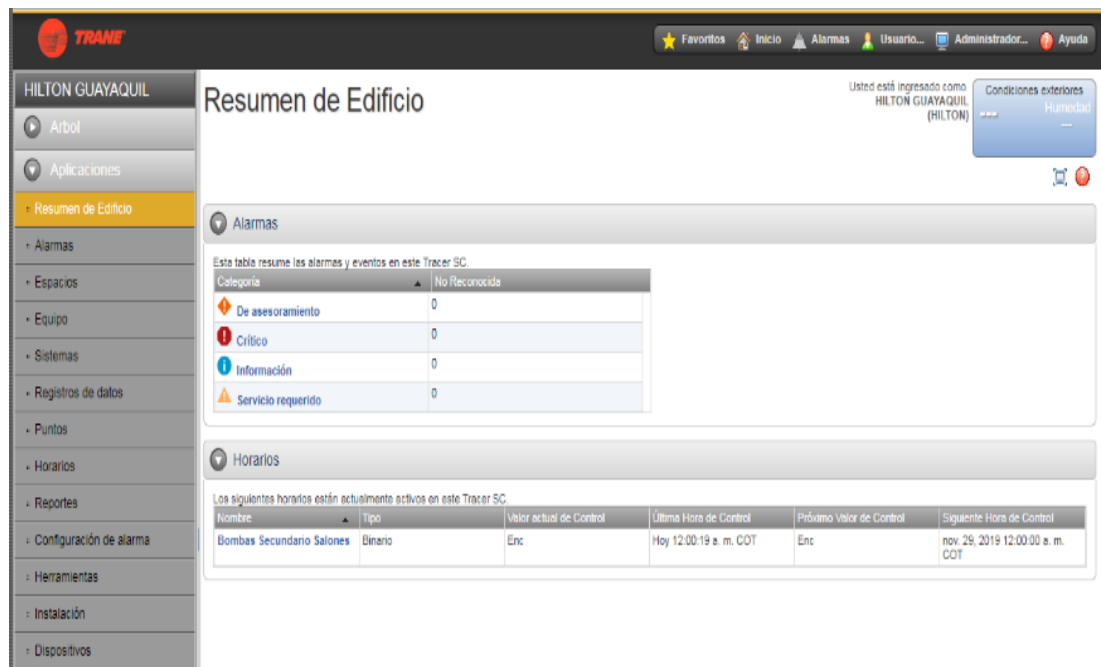 TRANE
Favoritos Inicio Alarmas Usuario... Administrador... Ayuda
HILTON GUAYAQUIL
Arbol
Aplicaciones
Resumen de Edificio
Alarmas
Espacios
Equipo
Sistemas
Registros de datos
Puntos
Horarios
Reportes
Configuración de alarma
Herramientas
Instalación
Dispositivos
Resumen de Edificio
Usted está ingresado como
HILTON GUAYAQUIL
(HILTON)
Condiciones exteriores
Humedad
---
--
Alarmas
Esta tabla resume las alarmas y eventos en este Tracer SC.
Categoría No Reconocida
De asesoramiento 0
Crítico 0
Información 0
Servicio requerido 0
Horarios
Los siguientes horarios están actualmente activos en este Tracer SC.
Nombre Tipo Valor actual de Control Última Hora de Control Próximo Valor de Control Siguiente Hora de Control
Bombas Secundario Salones Binario Enc Hoy 12:00:19 a. m. COT Enc nov. 29, 2019 12:00:00 a. m.
COT